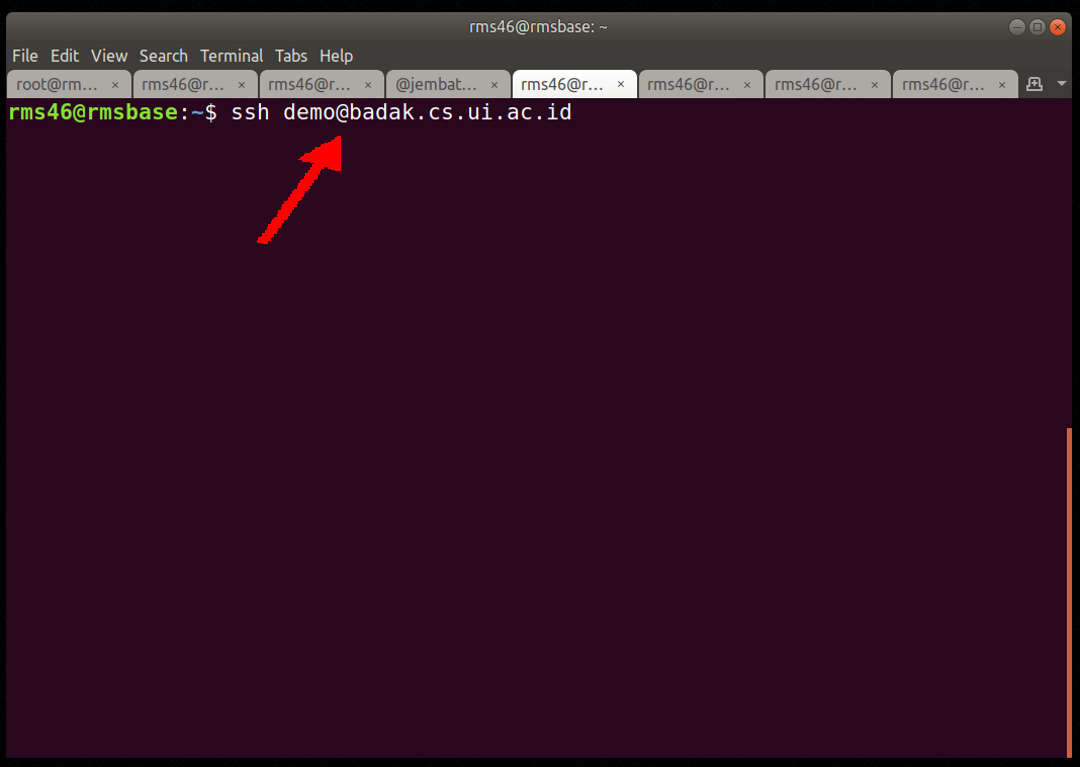 rms46@rmsbase: ~
File Edit View Search Terminal Tabs Help
root@rm... × rms46@r... × rms46@r... × @jembat... × rms46@r... × rms46@r... × rms46@r... × rms46@r... ×
rms46@rmsbase:~$ ssh demo@badak.cs.ui.ac.id